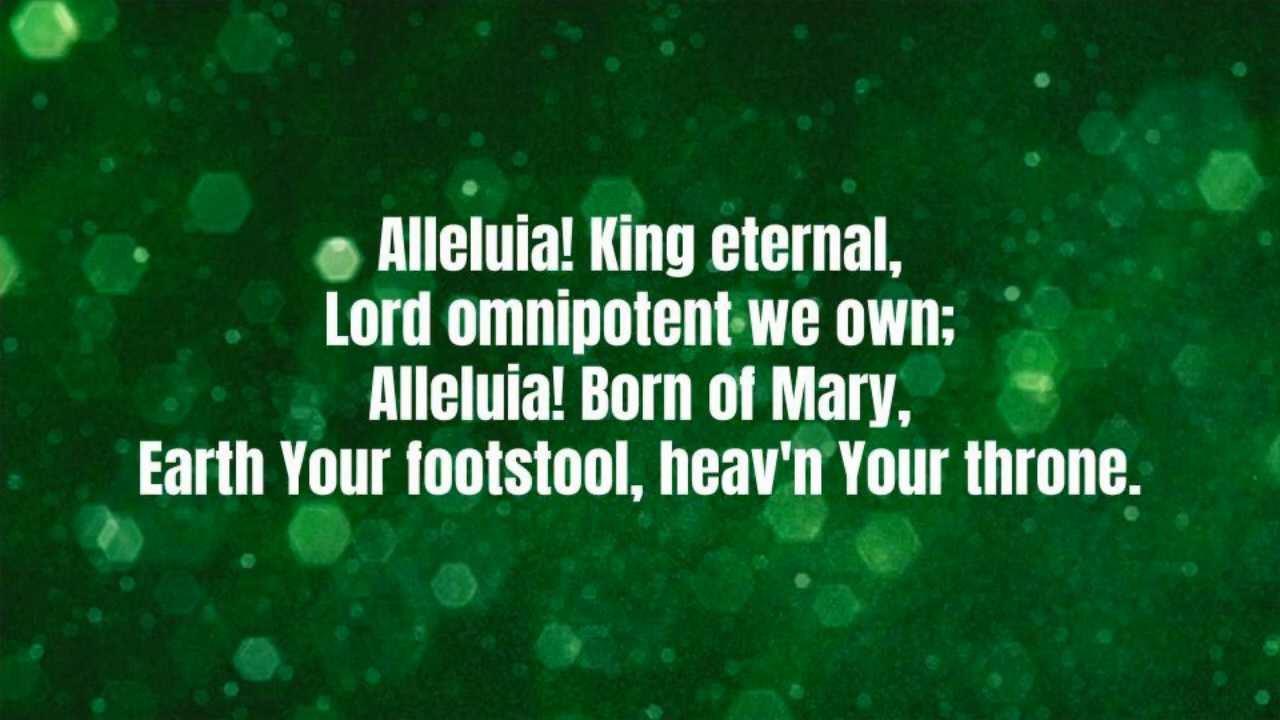 Alleluia! King eternal,
Lord omnipotent we own;
Alleluia! Born of Mary,
Earth Your footstool, heav'n Your throne.